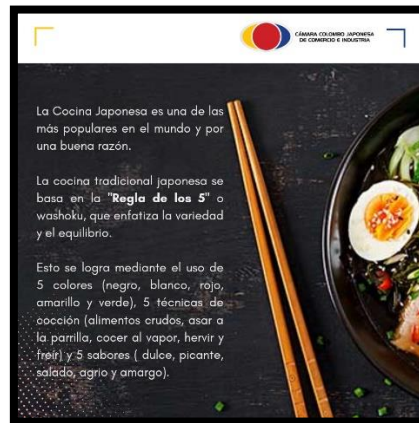 CÁMARA COLOMBO JAPONESA
DE COMERCIO E INDUSTRIA
La Cocina Japonesa es una de las
más populares en el mundo y por
una buena razón.
La cocina tradicional japonesa se
basa en la "Regla de los 5" o
washoku, que enfatiza la variedad
y el equilibrio.
Esto se logra mediante el uso de
5 colores (negro, blanco, rojo,
amarillo y verde), 5 técnicas de
cocción (alimentos crudos, asar a
la parrilla, cocer al vapor, hervir y
freír) y 5 sabores ( dulce, picante,
salado, agrio y amargo).